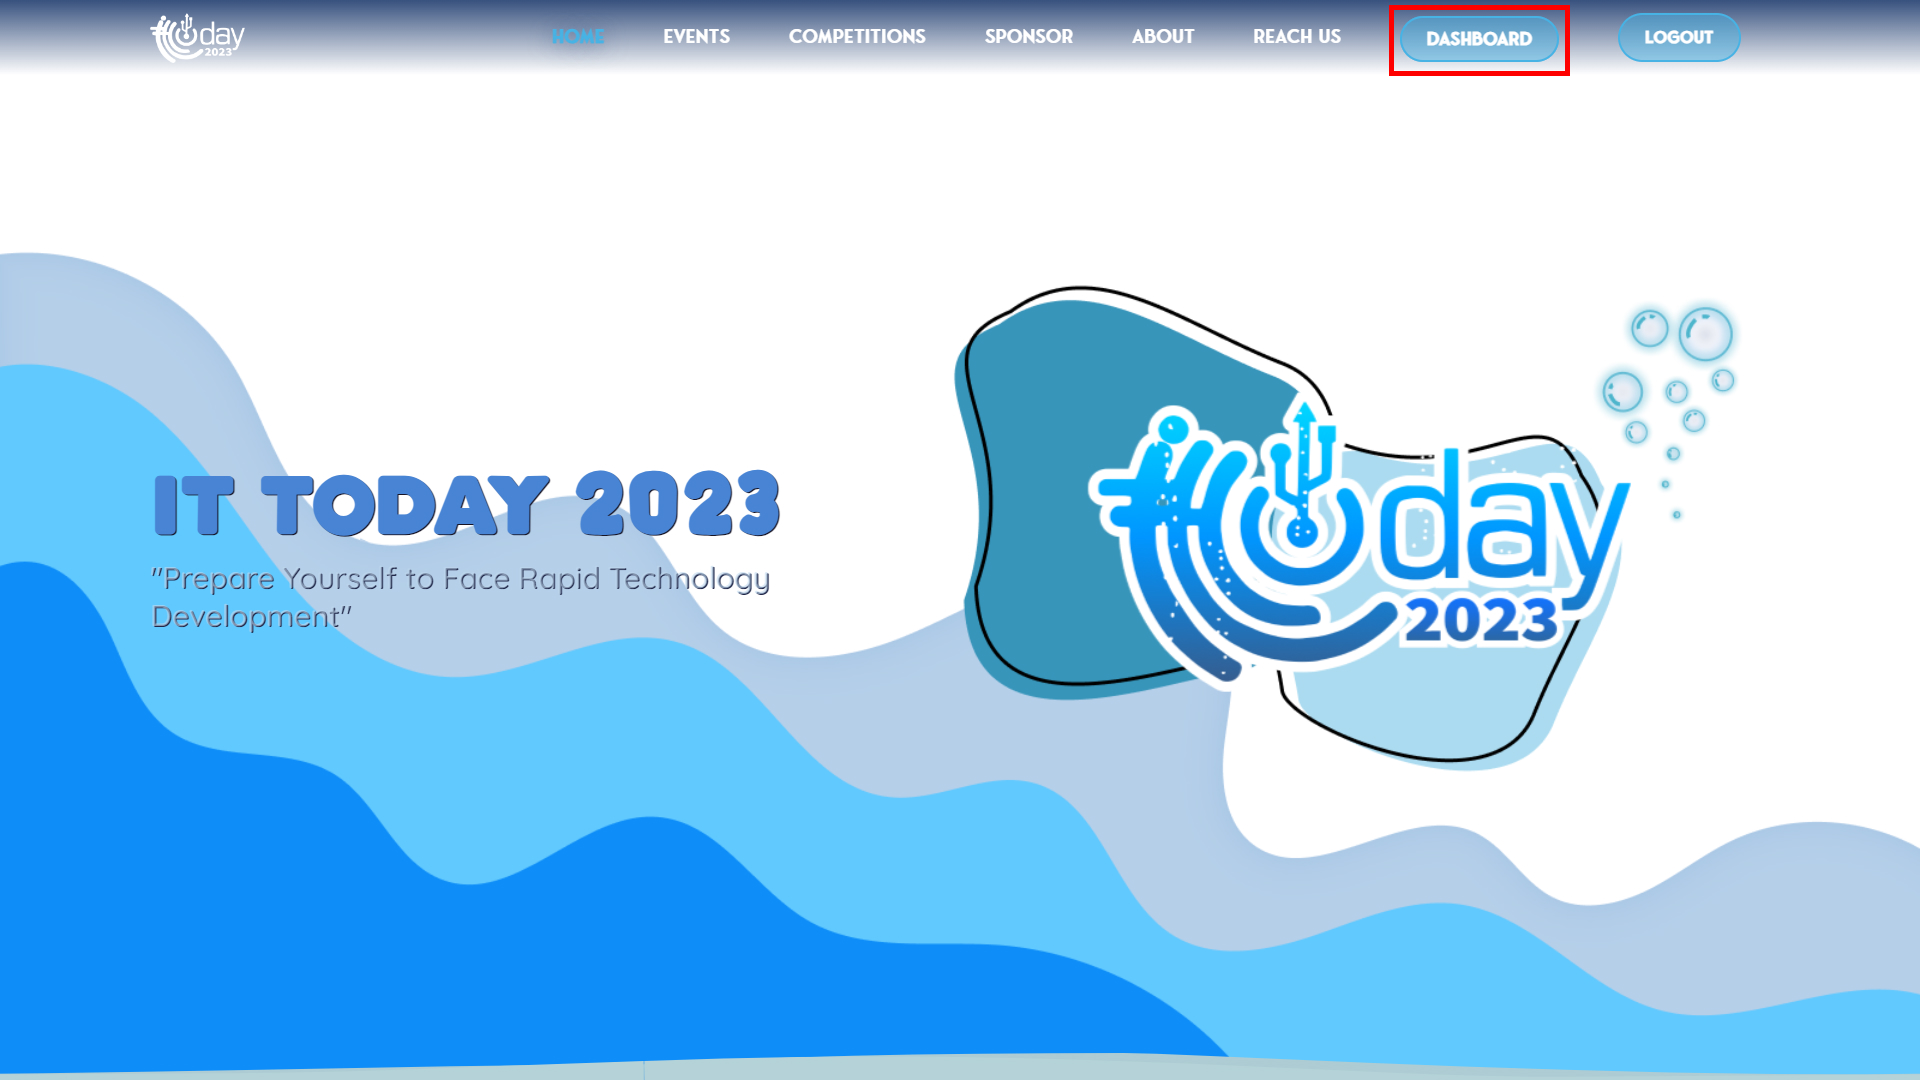 itoday
2023
HOME
EVENTS
COMPETITIONS
SPONSOR
ABOUT
REACH US
DASHBOARD
LOGOUT
IT TODAY 2023
"Prepare Yourself to Face Rapid Technology
Development"
itoday
2023